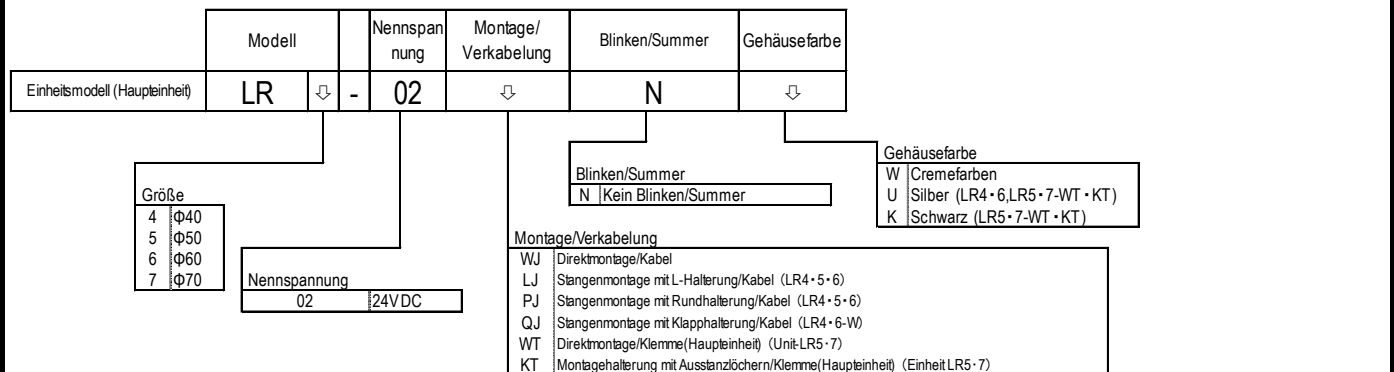 Modell
Nennspan
nung
Montage/
Verkabelung
Blinken/Summer
Gehäusefarbe
Einheitsmodell (Haupteinheit)
LR ⇩ - 02 ⇩ N ⇩
Größe
4 Φ40
5 Φ50
6 Φ60
7 Φ70
Nennspannung
02 24VDC
Blinken/Summer
N Kein Blinken/Summer
Gehäusefarbe
W Cremefarben
U Silber (LR4・6,LR5・7-WT・KT)
K Schwarz (LR5・7-WT・KT)
Montage/Verkabelung
WJ Direktmontage/Kabel
LJ Stangenmontage mit L-Halterung/Kabel (LR4・5・6)
PJ Stangenmontage mit Rundhalterung/Kabel (LR4・5・6)
QJ Stangenmontage mit Klapphalterung/Kabel (LR4・6-W)
WT Direktmontage/Klemme(Haupteinheit) (Unit-LR5・7)
KT Montagehalterung mit Ausstanzlöchern/Klemme(Haupteinheit) (Einheit LR5・7)